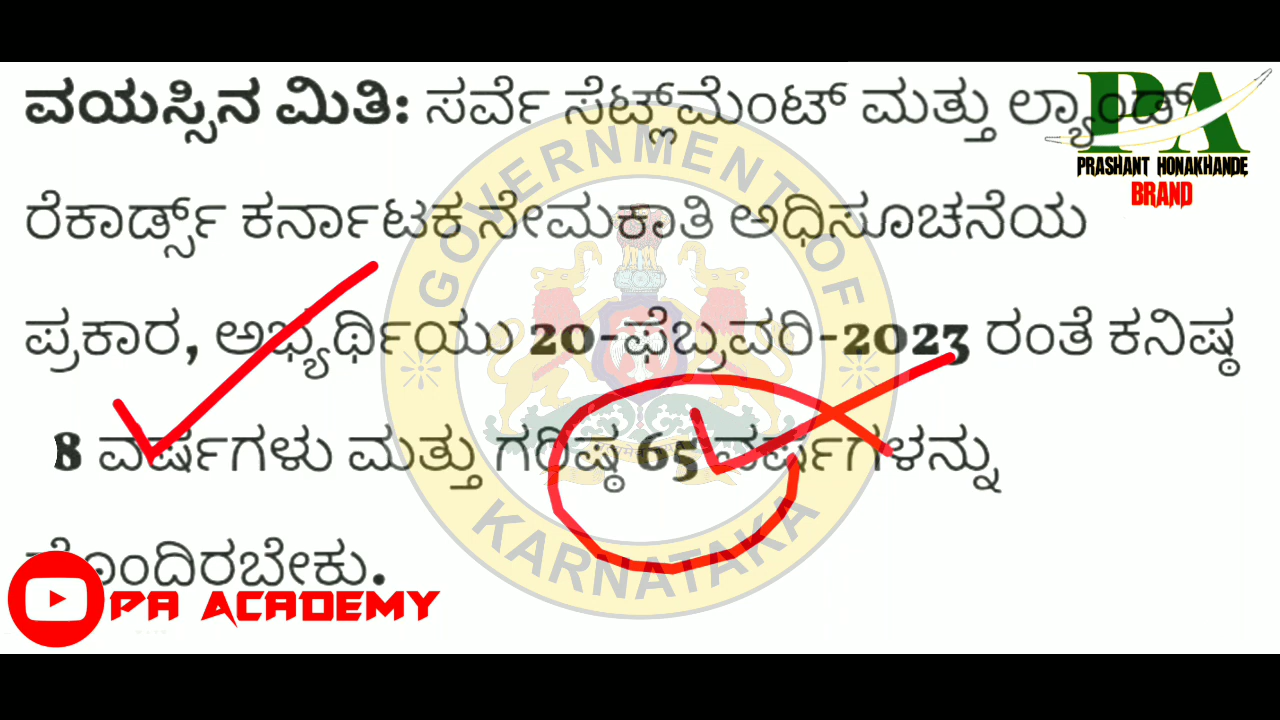 ವಯಸ್ಸಿನ ಮಿತಿ: ಸರ್ವೆ ಸೆಟ್ಲ್‌ಮೆಂಟ್ ಮತ್ತು ಲ್ಯಾಂಡ್
PA
PRASHANT HONAKHANDE
BRAND
ರೆಕಾರ್ಡ್ಸ್ ಕರ್ನಾಟಕ ನೇಮಕಾತಿ ಅಧಿಸೂಚನೆಯ
ಪ್ರಕಾರ, ಅಭ್ಯರ್ಥಿಯು 20-ಫೆಬ್ರವರಿ-2023 ರಂತೆ ಕನಿಷ್ಠ
8 ವರ್ಷಗಳು ಮತ್ತು ಗರಿಷ್ಠ 65 ವರ್ಷಗಳನ್ನು
ಹೊಂದಿರಬೇಕು.
GOVERNMENT OF
KARNATAKA
PA ACADEMY